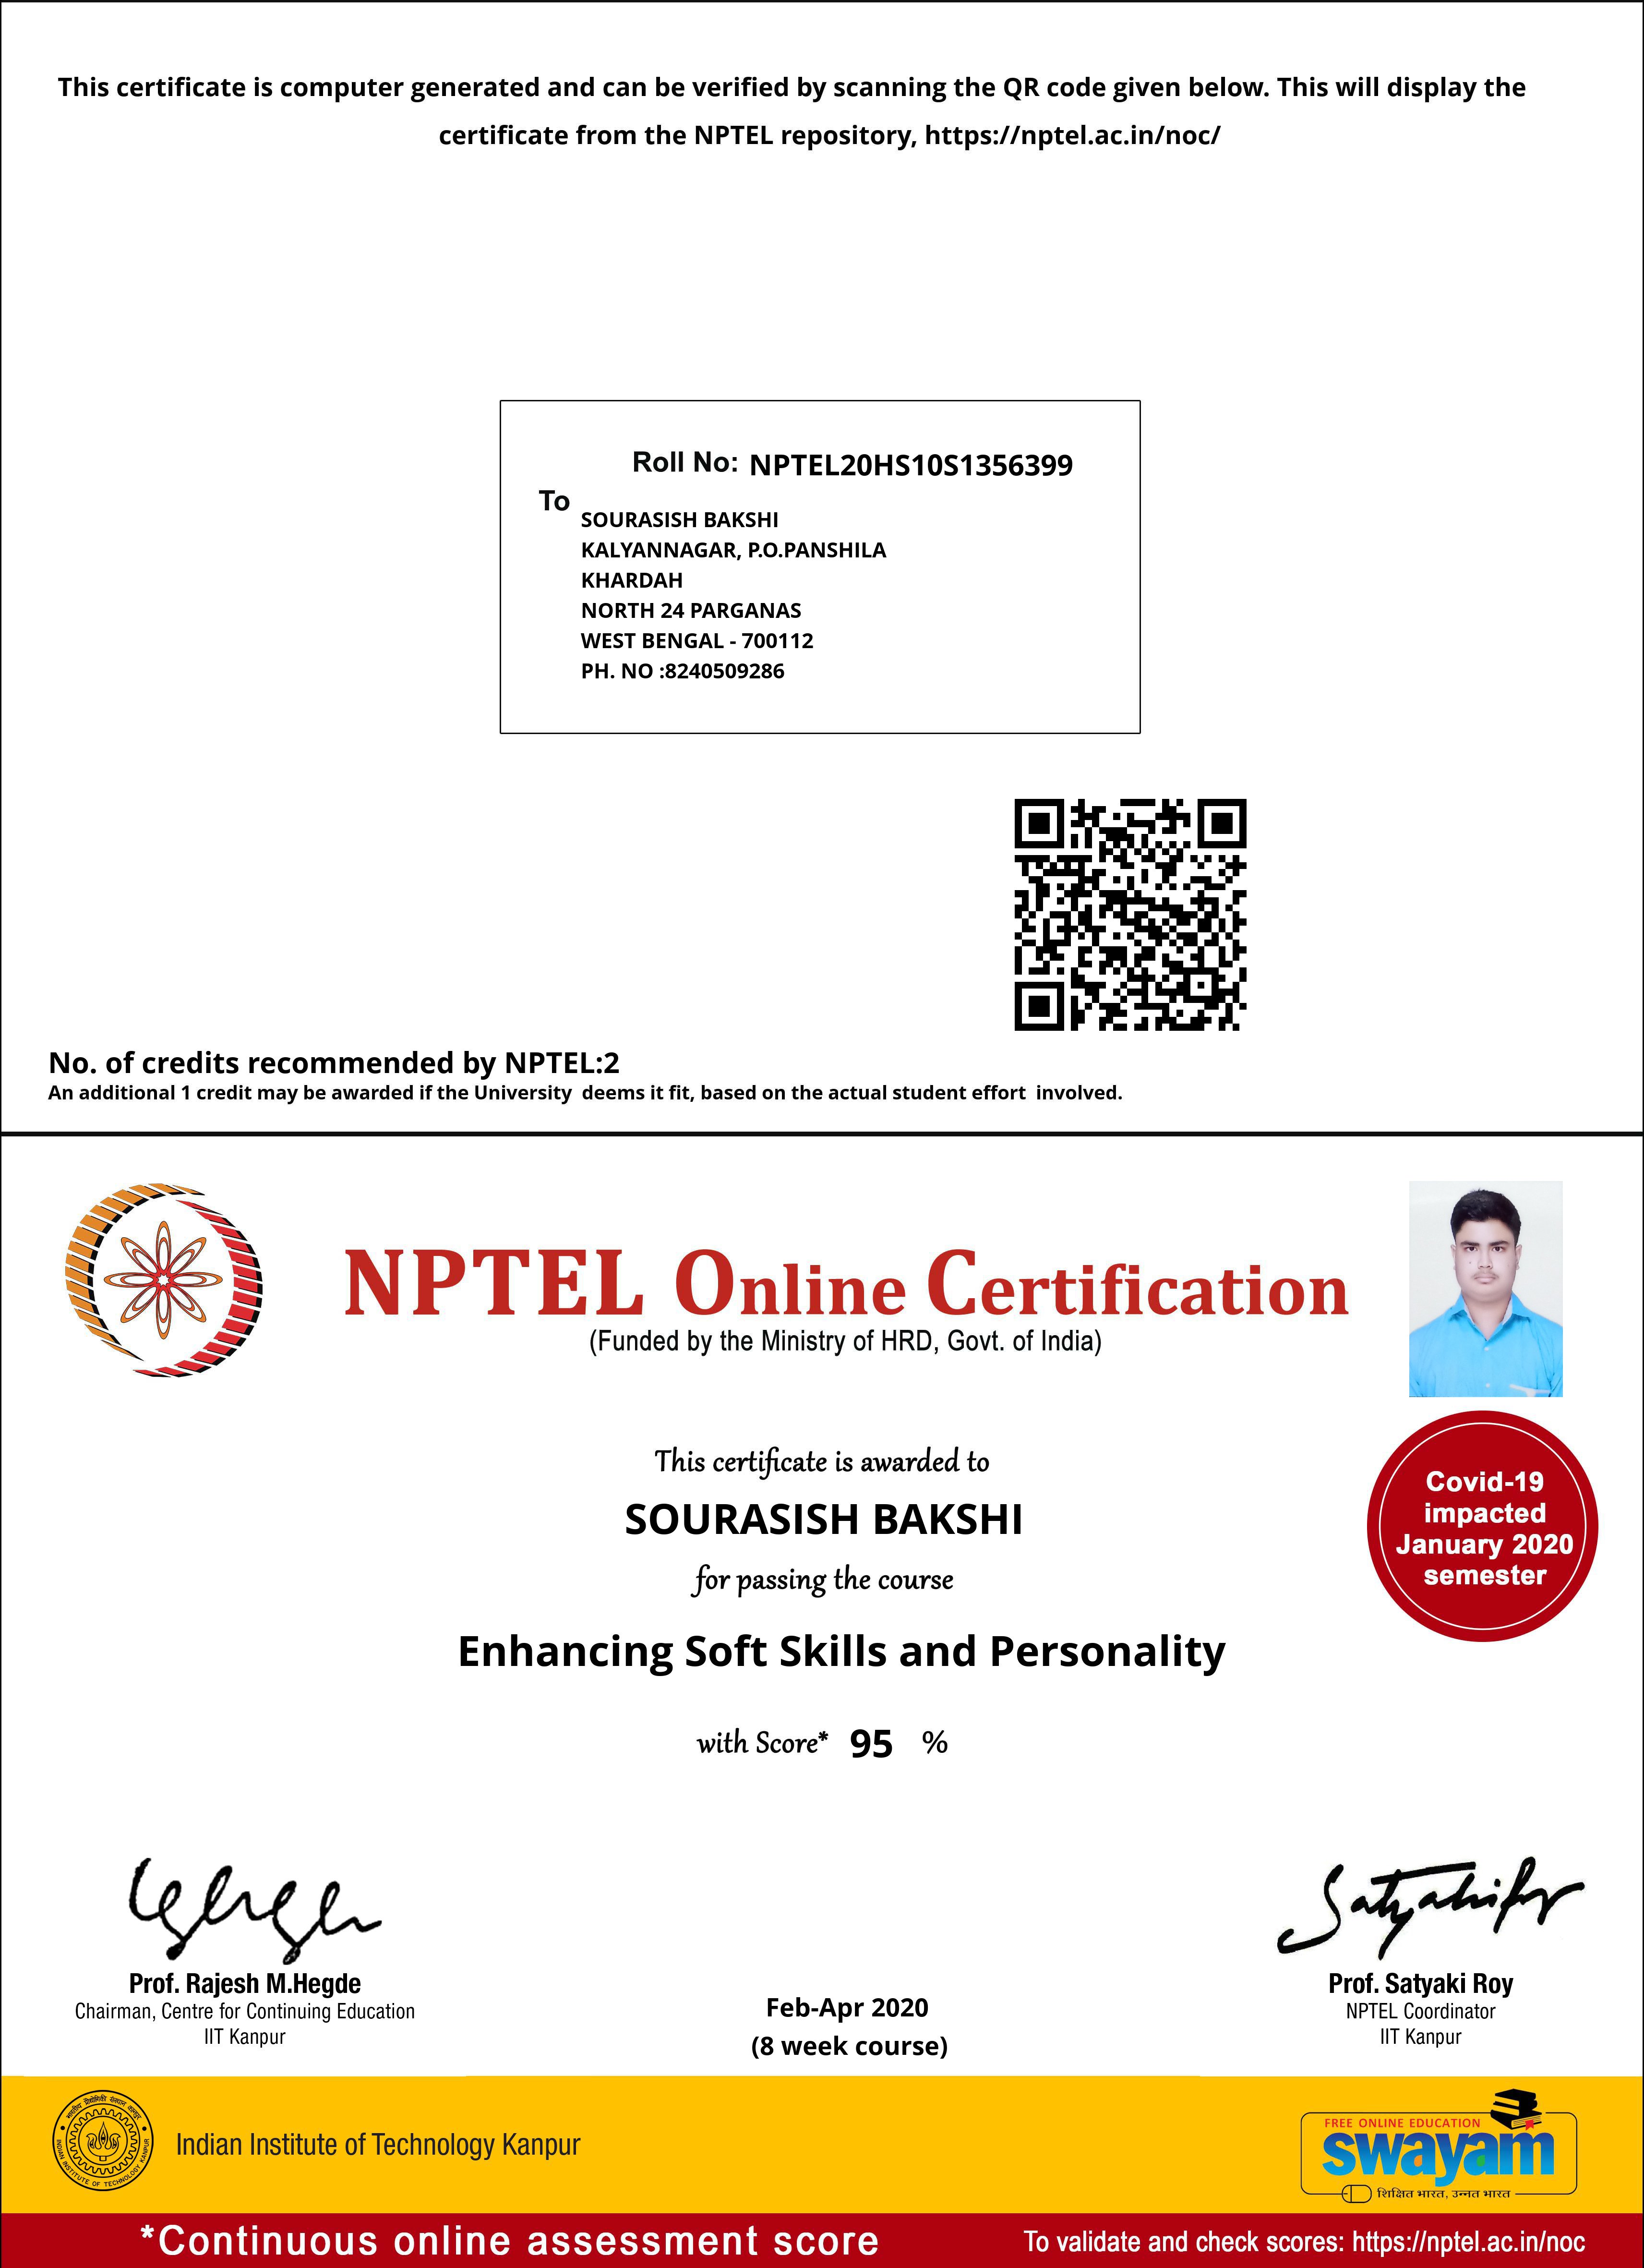 This certificate is computer generated and can be verified by scanning the QR code given below. This will display the
certificate from the NPTEL repository, https://nptel.ac.in/noc/
Roll No: NPTEL20HS10S1356399
To
SOURASISH BAKSHI
KALYANNAGAR, P.O.PANSHILA
KHARDAH
NORTH 24 PARGANAS
WEST BENGAL - 700112
PH. NO :8240509286
No. of credits recommended by NPTEL:2
An additional 1 credit may be awarded if the University deems it fit, based on the actual student effort involved.
NPTEL Online Certification
(Funded by the Ministry of HRD, Govt. of India)
This certificate is awarded to
SOURASISH BAKSHI
for passing the course
Enhancing Soft Skills and Personality
with Score* 95 %
Covid-19
impacted
January 2020
semester
Prof. Rajesh M.Hegde
Chairman, Centre for Continuing Education
IIT Kanpur
Feb-Apr 2020
(8 week course)
Prof. Satyaki Roy
NPTEL Coordinator
IIT Kanpur
भारतीय प्रौद्योगिकी संस्थान कानपुर
INDIAN INSTITUTE OF TECHNOLOGY KANPUR
Indian Institute of Technology Kanpur
FREE ONLINE EDUCATION
swayam
शिक्षित भारत, उन्नत भारत
*Continuous online assessment score
To validate and check scores: https://nptel.ac.in/noc